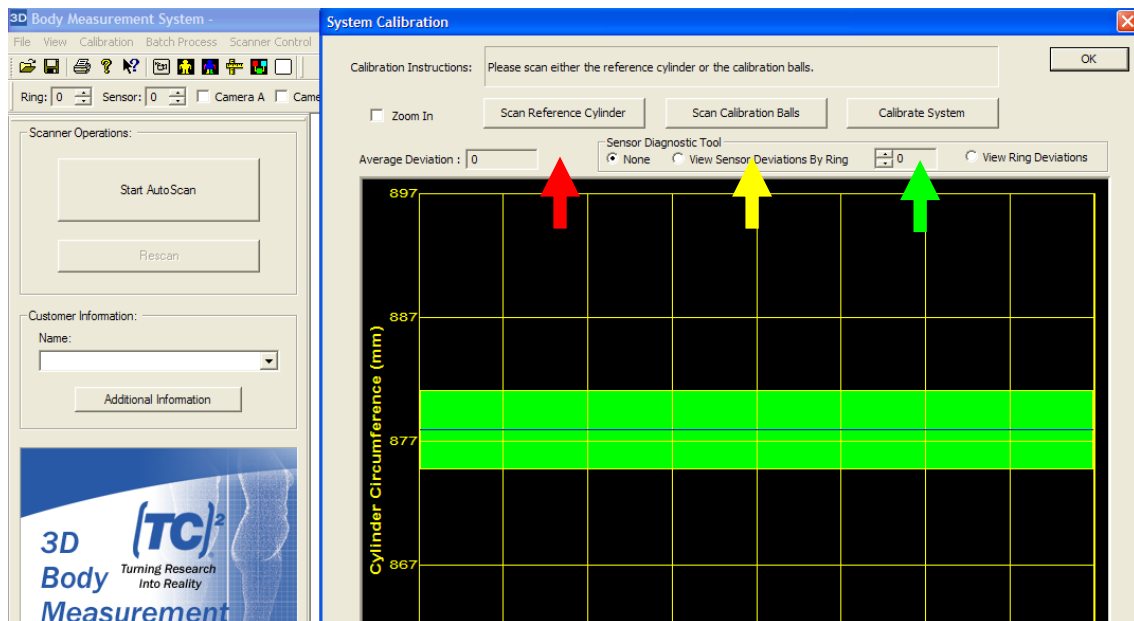 3D Body Measurement System -
File View Calibration Batch Process Scanner Control
Ring: 0 Sensor: 0 Camera A Came
Scanner Operations:
Start AutoScan
Rescan
Customer Information:
Name:
Additional Information
(TC)²
Turning Research
Into Reality
3D
Body
Measurement
System Calibration
Calibration Instructions: Please scan either the reference cylinder or the calibration balls.
OK
Zoom In Scan Reference Cylinder Scan Calibration Balls Calibrate System
Sensor Diagnostic Tool
Average Deviation : 0 None View Sensor Deviations By Ring 0 View Ring Deviations
897
887
877
867
Cylinder Circumference (mm)